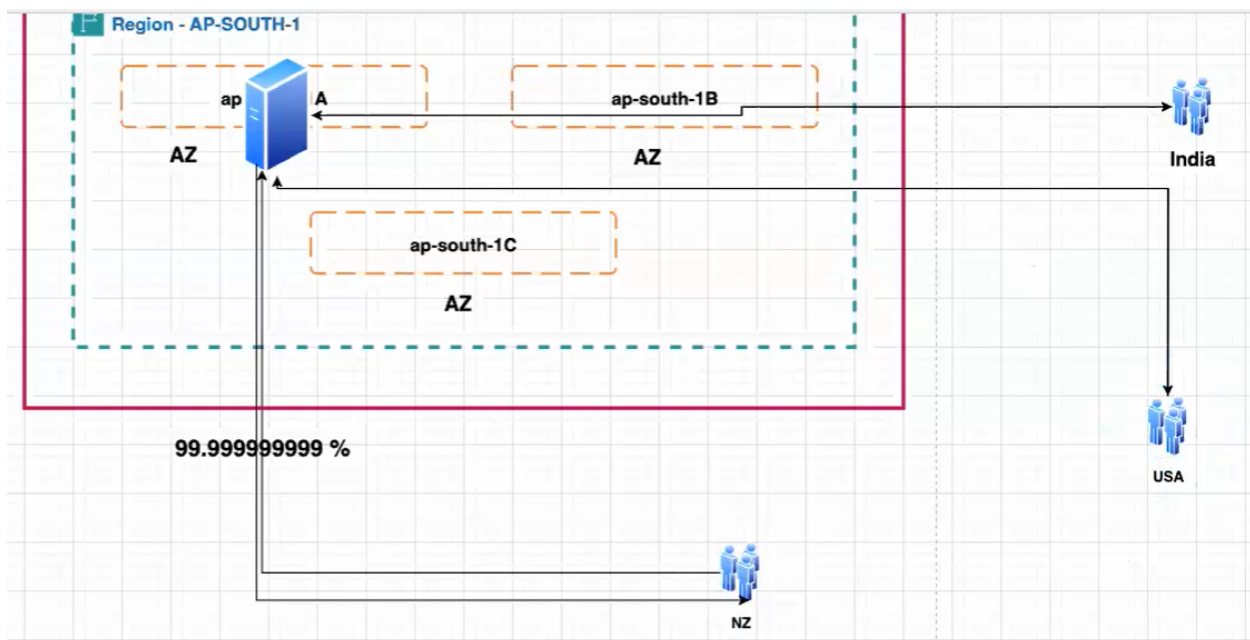 Region - AP-SOUTH-1
ap A
ap-south-1B
AZ
AZ
India
ap-south-1C
AZ
99.999999999 %
USA
NZ